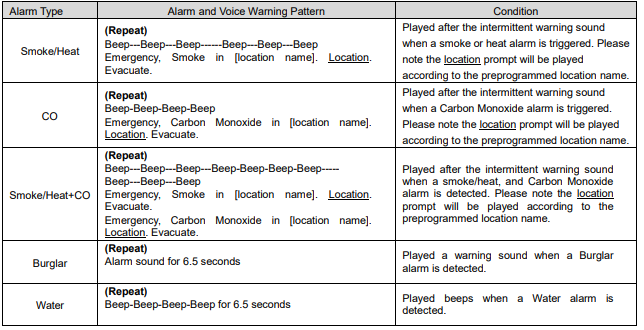 Alarm Type
Alarm and Voice Warning Pattern
Condition
Smoke/Heat
(Repeat)
Beep---Beep---Beep------Beep---Beep---Beep
Emergency, Smoke in [location name]. Location.
Evacuate.
Played after the intermittent warning sound
when a smoke or heat alarm is triggered. Please
note the location prompt will be played
according to the preprogrammed location name.
CO
(Repeat)
Beep-Beep-Beep-Beep
Emergency, Carbon Monoxide in [location name].
Location. Evacuate.
Played after the intermittent warning sound
when a Carbon Monoxide alarm is triggered.
Please note the location prompt will be played
according to the preprogrammed location name.
Smoke/Heat+CO
(Repeat)
Beep---Beep---Beep---Beep-Beep-Beep-Beep-----
Beep---Beep---Beep
Emergency, Smoke in [location name]. Location.
Evacuate.
Emergency, Carbon Monoxide in [location name].
Location. Evacuate.
Played after the intermittent warning sound
when a smoke/heat, and Carbon Monoxide
alarm is detected. Please note the location
prompt will be played according to the
preprogrammed location name.
Burglar
(Repeat)
Alarm sound for 6.5 seconds
Played a warning sound when a Burglar
alarm is detected.
Water
(Repeat)
Beep-Beep-Beep-Beep for 6.5 seconds
Played beeps when a Water alarm is
detected.